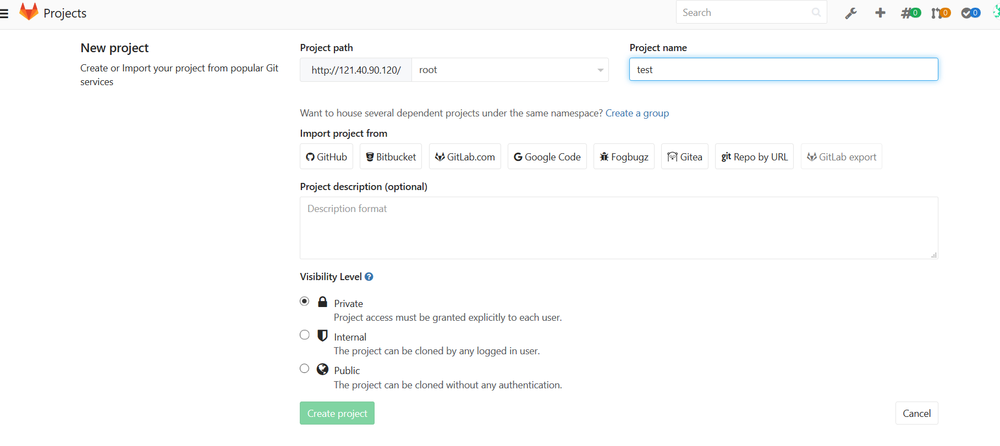 Projects
Search
0
0
0
New project
Create or Import your project from popular Git
services
Project path
http://121.40.90.120/
root
Project name
test
Want to house several dependent projects under the same namespace? Create a group
Import project from
GitHub
Bitbucket
GitLab.com
Google Code
Fogbugz
Gitea
git Repo by URL
GitLab export
Project description (optional)
Description format
Visibility Level
Private
Project access must be granted explicitly to each user.
Internal
The project can be cloned by any logged in user.
Public
The project can be cloned without any authentication.
Create project
Cancel